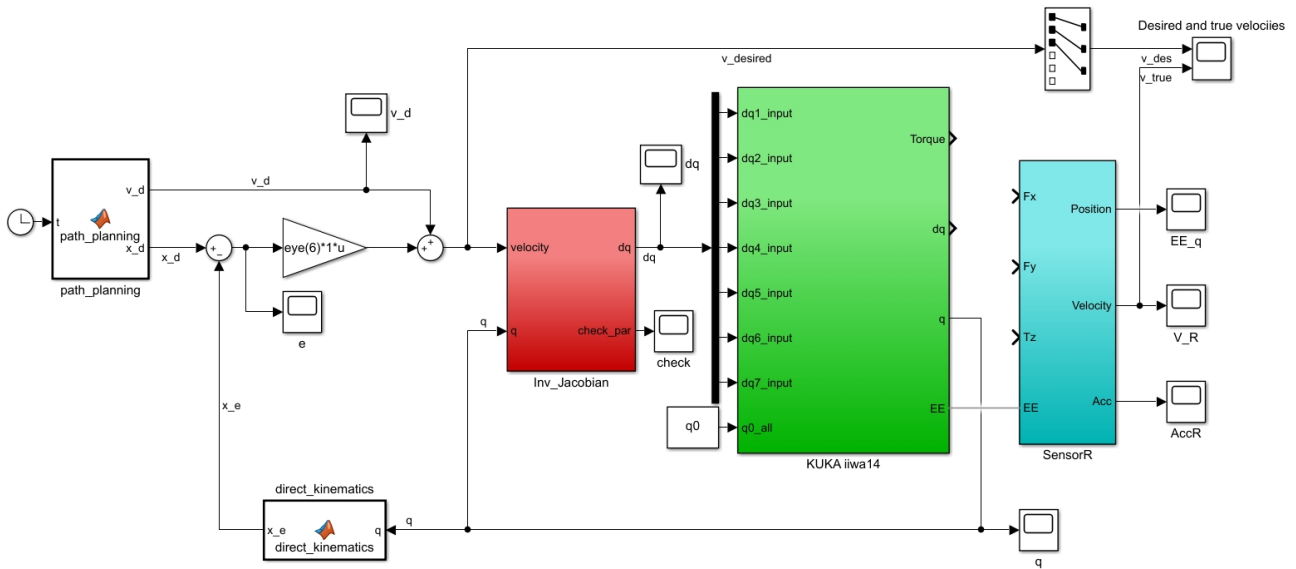 Desired and true velociies
v_desired
v_des
v_true
v_d
dq1_input
Torque
dq
dq2_input
v_d
v_d
t
path_planning
x_d
x_d
path_planning
+
−
eye(6)*1*u
+
+
e
velocity
dq
dq
q
q
check_par
Inv_Jacobian
check
dq3_input
dq
dq4_input
dq5_input
q
dq6_input
dq7_input
EE
q0
q0_all
KUKA iiwa14
Fx
Position
EE_q
Fy
Velocity
V_R
Tz
EE
Acc
AccR
SensorR
x_e
direct_kinematics
x_e
q
direct_kinematics
q
q